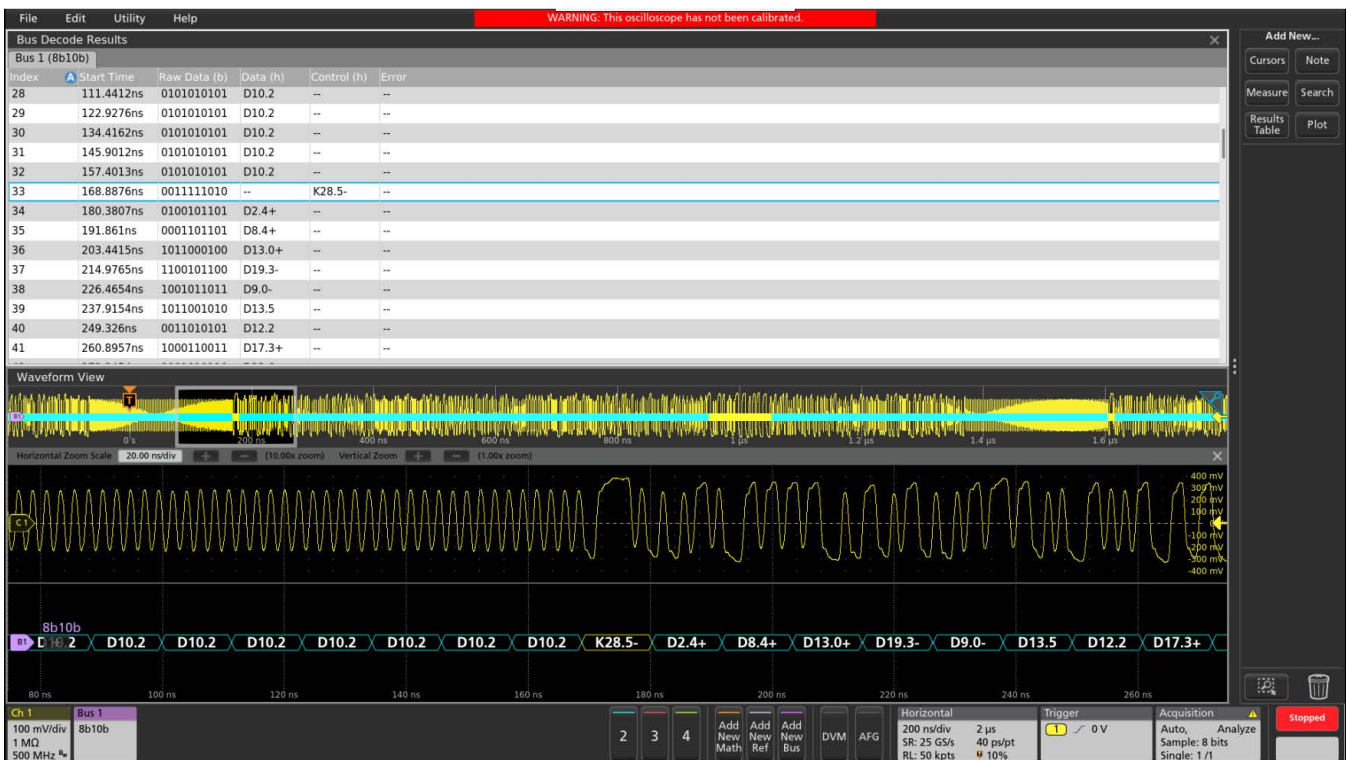 File Edit Utility Help
WARNING: This oscilloscope has not been calibrated.
Add New...
Bus Decode Results
Bus 1 (8b10b)
Cursors Note
Index A Start Time Raw Data (b) Data (h) Control (h) Error
28 111.4412ns 0101010101 D10.2 -- --
Measure Search
29 122.9276ns 0101010101 D10.2 -- --
30 134.4162ns 0101010101 D10.2 -- --
Results Table Plot
31 145.9012ns 0101010101 D10.2 -- --
32 157.4013ns 0101010101 D10.2 -- --
33 168.8876ns 0011111010 -- K28.5- --
34 180.3807ns 0100101101 D2.4+ -- --
35 191.861ns 0001101101 D8.4+ -- --
36 203.4415ns 1011000100 D13.0+ -- --
37 214.9765ns 1100101100 D19.3- -- --
38 226.4654ns 1001011011 D9.0- -- --
39 237.9154ns 1011001010 D13.5 -- --
40 249.326ns 0011010101 D12.2 -- --
41 260.8957ns 1000110011 D17.3+ -- --
Waveform View
T
B1
0's 200 ns 400 ns 600 ns 800 ns 1 µs 1.2 µs 1.4 µs 1.6 µs
Horizontal Zoom Scale 20.00 ns/div + − (10.00x zoom) Vertical Zoom + − (1.00x zoom)
400 mV
300 mV
200 mV
100 mV
C1
-100 mV
-200 mV
-300 mV
-400 mV
8b10b
B1 D10.2 D10.2 D10.2 D10.2 D10.2 D10.2 D10.2 K28.5- D2.4+ D8.4+ D13.0+ D19.3- D9.0- D13.5 D12.2 D17.3+
80 ns 100 ns 120 ns 140 ns 160 ns 180 ns 200 ns 220 ns 240 ns 260 ns
Ch 1
100 mV/div
1 MΩ
500 MHz Bw
Bus 1
8b10b
2 3 4
Add New Math
Add New Ref
Add New Bus
DVM AFG
Horizontal
200 ns/div 2 µs
SR: 25 GS/s 40 ps/pt
RL: 50 kpts 10%
Trigger
1 0 V
Acquisition
Auto, Analyze
Sample: 8 bits
Single: 1 /1
Stopped